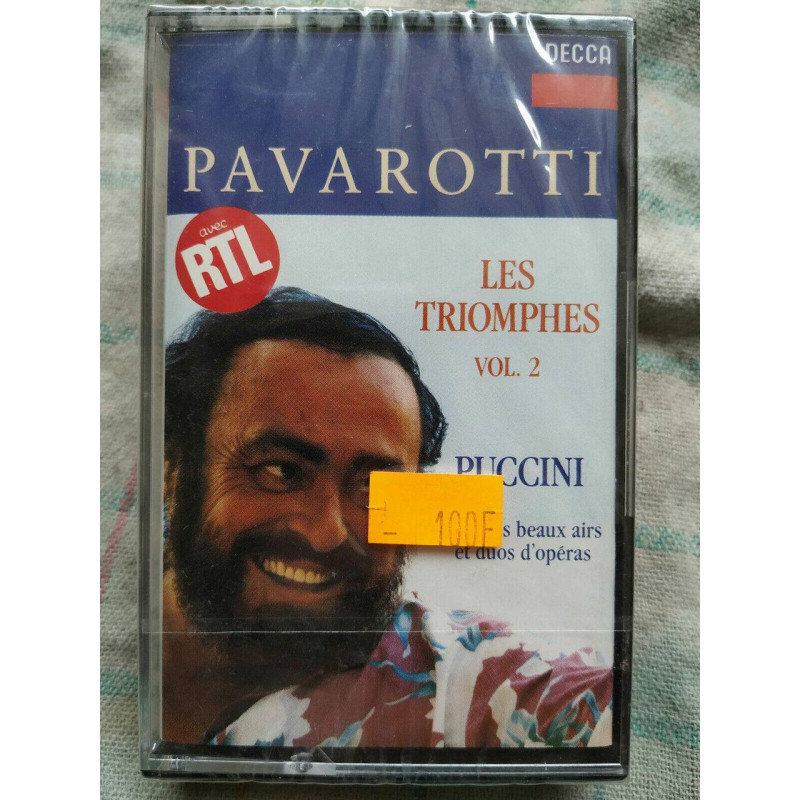 DECCA
PAVAROTTI
avec
RTL
LES
TRIOMPHES
VOL. 2
PUCCINI
100F
beaux airs
et duos d'opéras